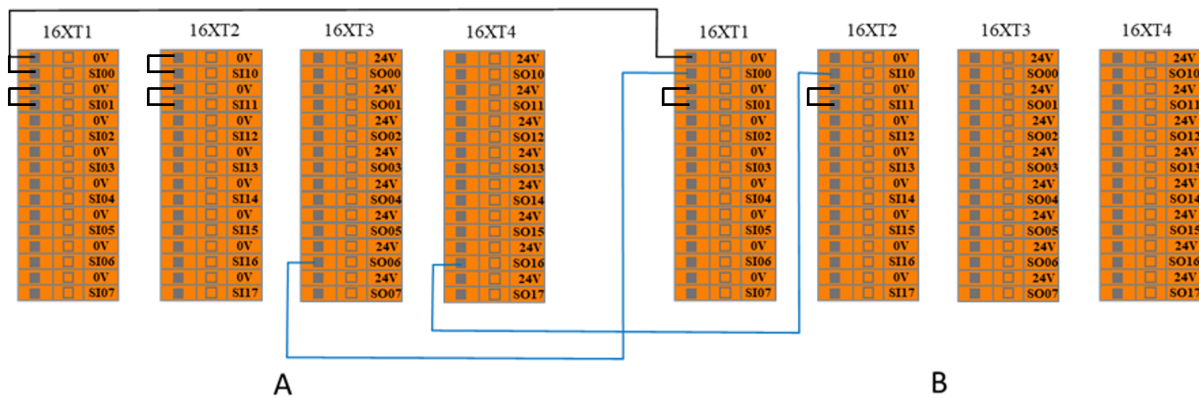 16XT1 16XT2 16XT3 16XT4 16XT1 16XT2 16XT3 16XT4
0V 0V 24V 24V 0V 0V 24V 24V
SI00 SI10 SO00 SO10 SI00 SI10 SO00 SO10
0V 0V 24V 24V 0V 0V 24V 24V
SI01 SI11 SO01 SO11 SI01 SI11 SO01 SO11
0V 0V 24V 24V 0V 0V 24V 24V
SI02 SI12 SO02 SO12 SI02 SI12 SO02 SO12
0V 0V 24V 24V 0V 0V 24V 24V
SI03 SI13 SO03 SO13 SI03 SI13 SO03 SO13
0V 0V 24V 24V 0V 0V 24V 24V
SI04 SI14 SO04 SO14 SI04 SI14 SO04 SO14
0V 0V 24V 24V 0V 0V 24V 24V
SI05 SI15 SO05 SO15 SI05 SI15 SO05 SO15
0V 0V 24V 24V 0V 0V 24V 24V
SI06 SI16 SO06 SO16 SI06 SI16 SO06 SO16
0V 0V 24V 24V 0V 0V 24V 24V
SI07 SI17 SO07 SO17 SI07 SI17 SO07 SO17
A B